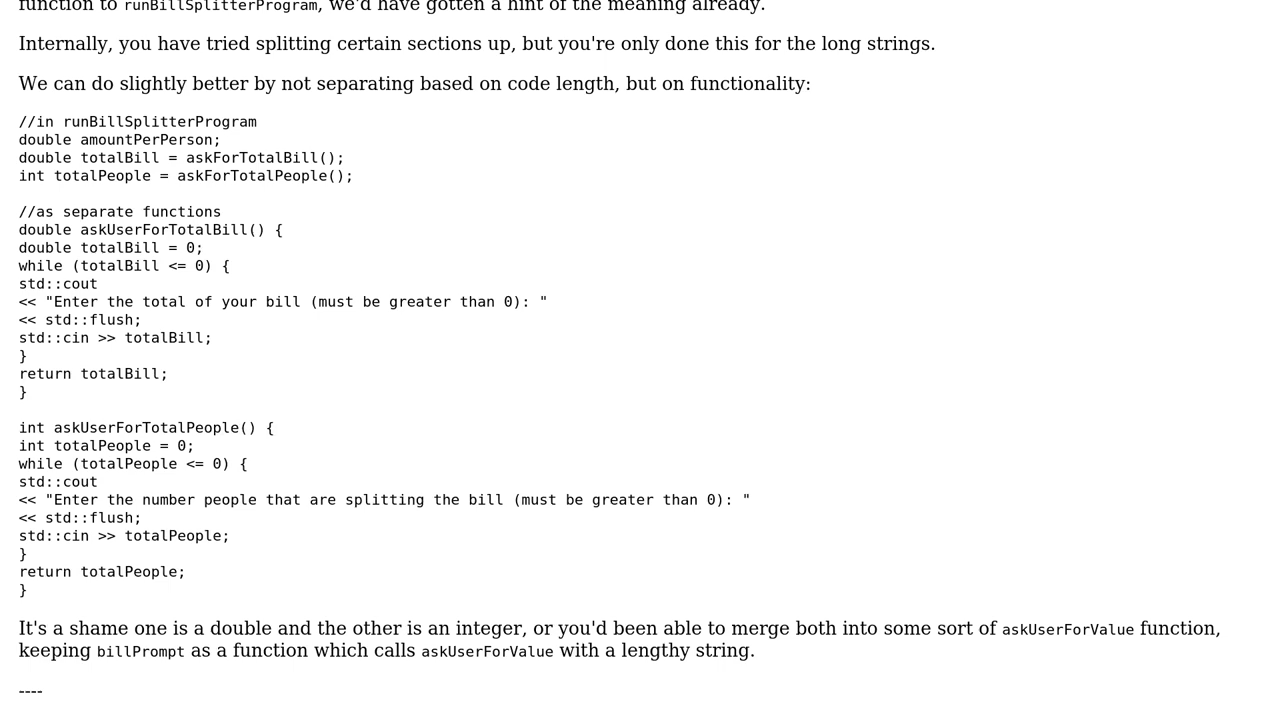 function to runBillSplitterProgram, we'd have gotten a hint of the meaning already.
Internally, you have tried splitting certain sections up, but you're only done this for the long strings.
We can do slightly better by not separating based on code length, but on functionality:
//in runBillSplitterProgram
double amountPerPerson;
double totalBill = askForTotalBill();
int totalPeople = askForTotalPeople();
//as separate functions
double askUserForTotalBill() {
double totalBill = 0;
while (totalBill <= 0) {
std::cout
<< "Enter the total of your bill (must be greater than 0): "
<< std::flush;
std::cin >> totalBill;
}
return totalBill;
}
int askUserForTotalPeople() {
int totalPeople = 0;
while (totalPeople <= 0) {
std::cout
<< "Enter the number people that are splitting the bill (must be greater than 0): "
<< std::flush;
std::cin >> totalPeople;
}
return totalPeople;
}
It's a shame one is a double and the other is an integer, or you'd been able to merge both into some sort of askUserForValue function,
keeping billPrompt as a function which calls askUserForValue with a lengthy string.
----